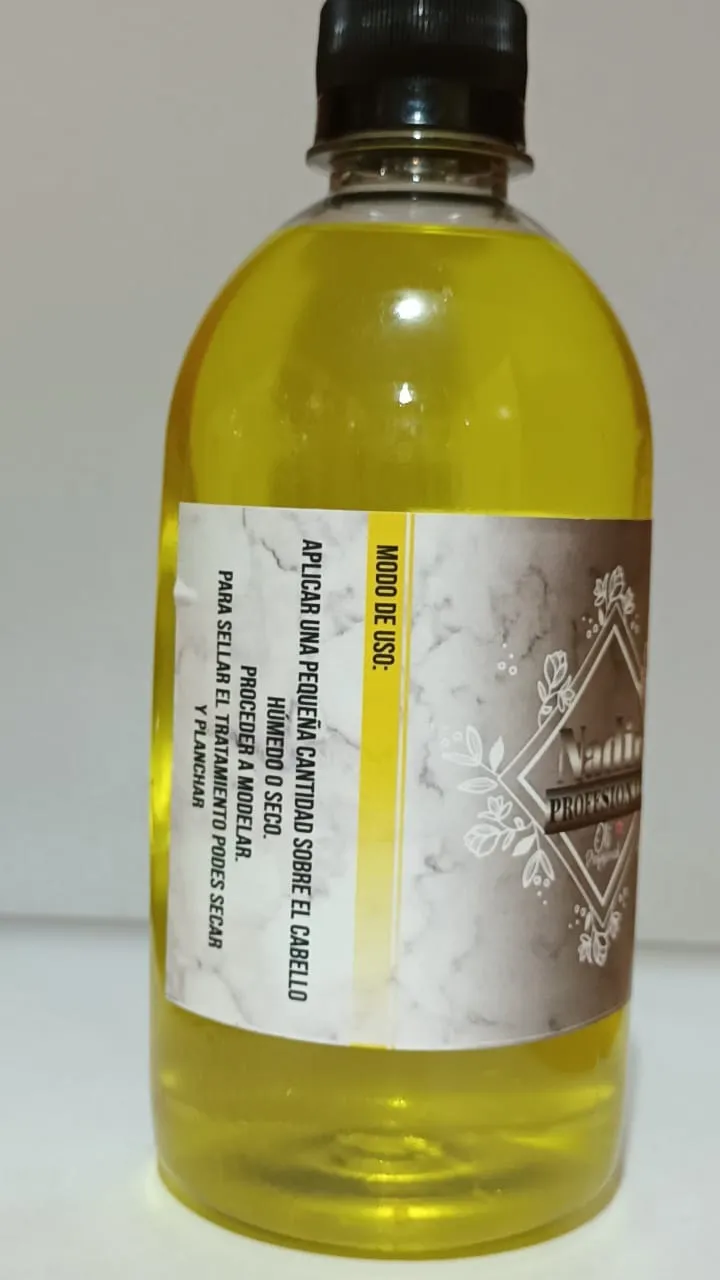 MODO DE USO:
APLICAR UNA PEQUEÑA CANTIDAD SOBRE EL CABELLO
HÚMEDO O SECO.
PROCEDER A MODELAR.
PARA SELLAR EL TRATAMIENTO PODES SECAR
Y PLANCHAR